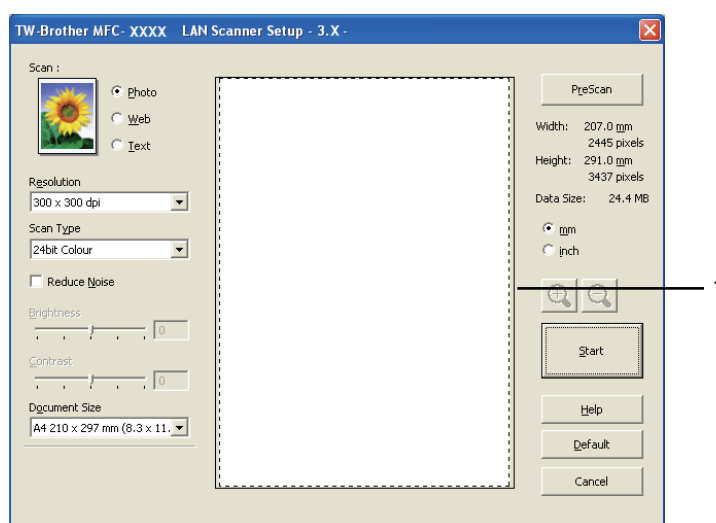 TW-Brother MFC- XXXX LAN Scanner Setup - 3.X -
Scan :
Photo
Web
Text
Resolution
300 x 300 dpi
Scan Type
24bit Colour
Reduce Noise
Brightness
0
Contrast
0
Document Size
A4 210 x 297 mm (8.3 x 11.
PreScan
Width: 207.0 mm
2445 pixels
Height: 291.0 mm
3437 pixels
Data Size: 24.4 MB
mm
inch
Start
Help
Default
Cancel